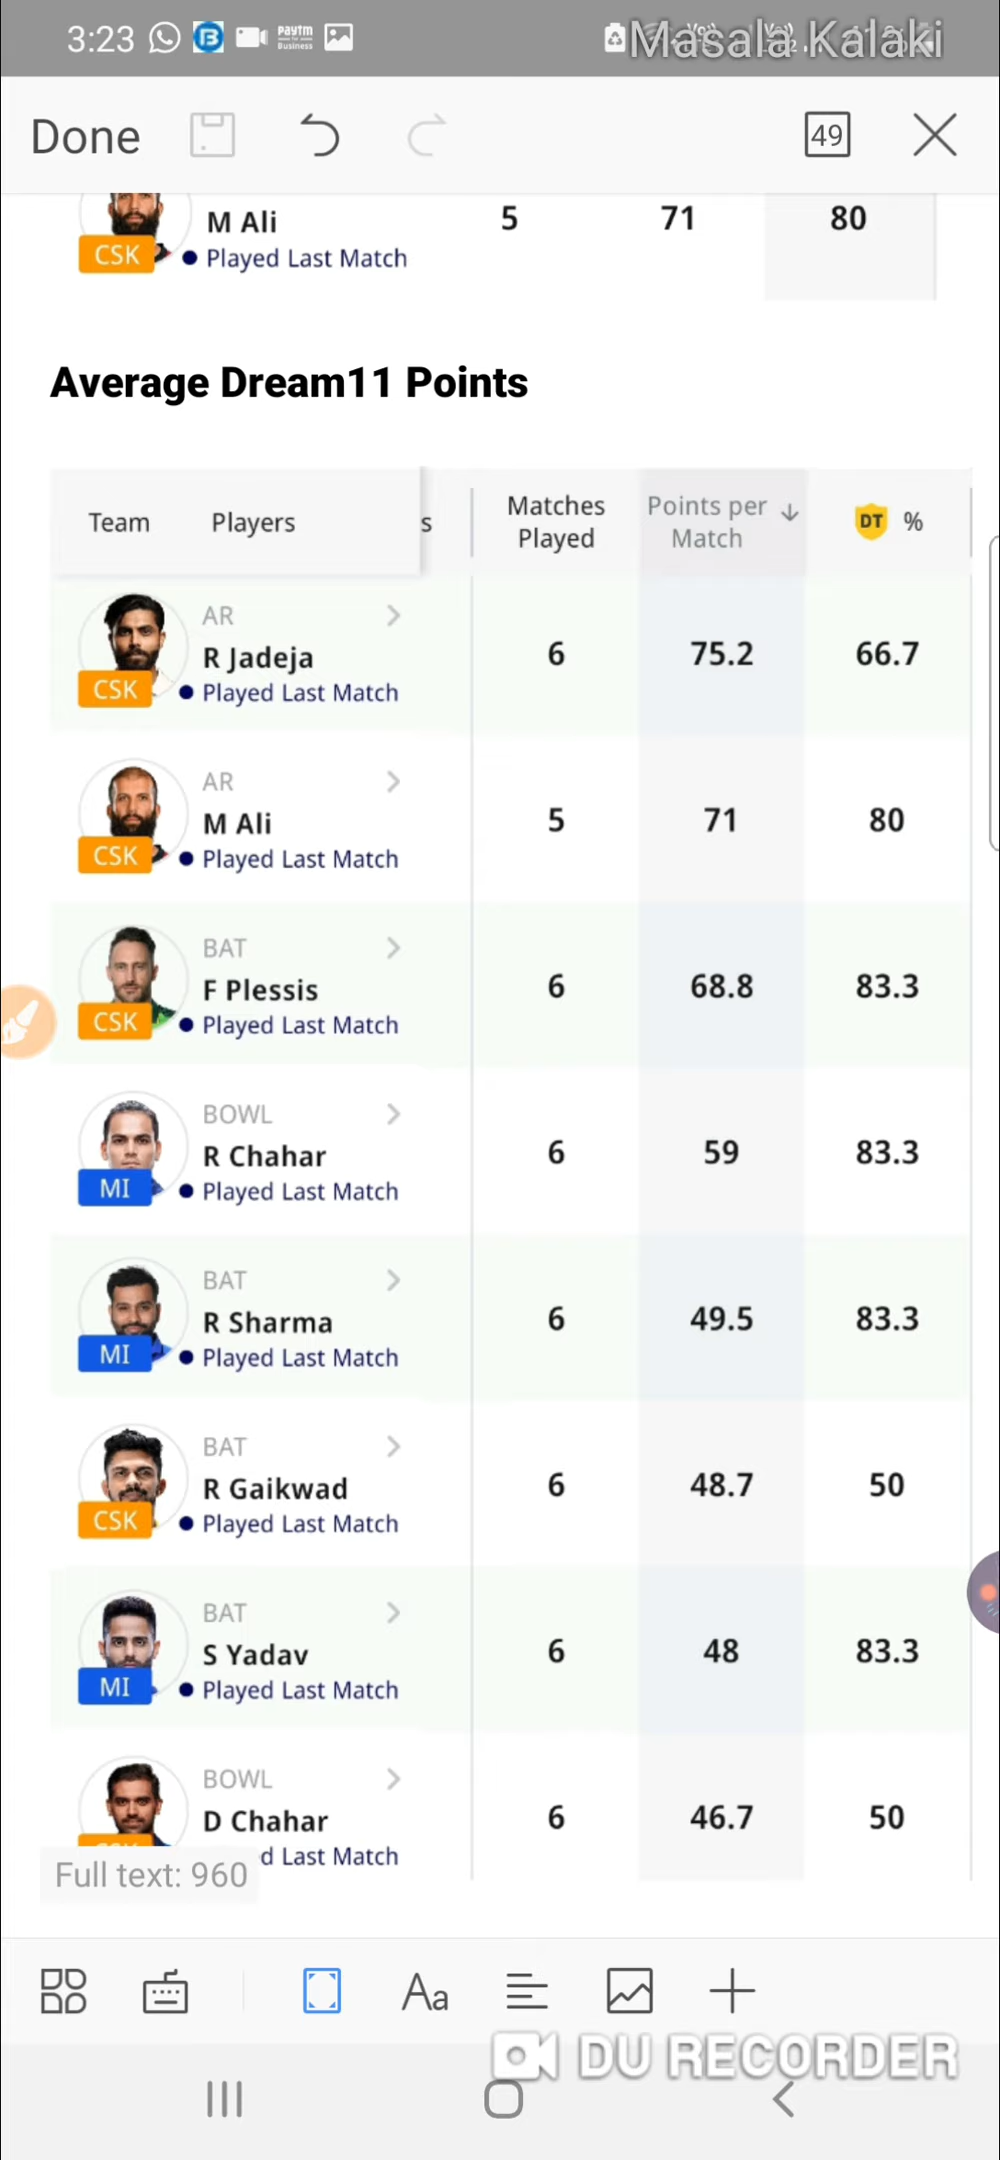 3:23
Paytm
Business
Masala Kalaki
Done
49
M Ali 5 71 80
CSK
Played Last Match
Average Dream11 Points
Team Players s Matches Played Points per Match DT %
AR
R Jadeja 6 75.2 66.7
CSK Played Last Match
AR
M Ali 5 71 80
CSK Played Last Match
BAT
F Plessis 6 68.8 83.3
CSK Played Last Match
BOWL
R Chahar 6 59 83.3
MI Played Last Match
BAT
R Sharma 6 49.5 83.3
MI Played Last Match
BAT
R Gaikwad 6 48.7 50
CSK Played Last Match
BAT
S Yadav 6 48 83.3
MI Played Last Match
BOWL
D Chahar 6 46.7 50
d Last Match
Full text: 960
Aa
DU RECORDER